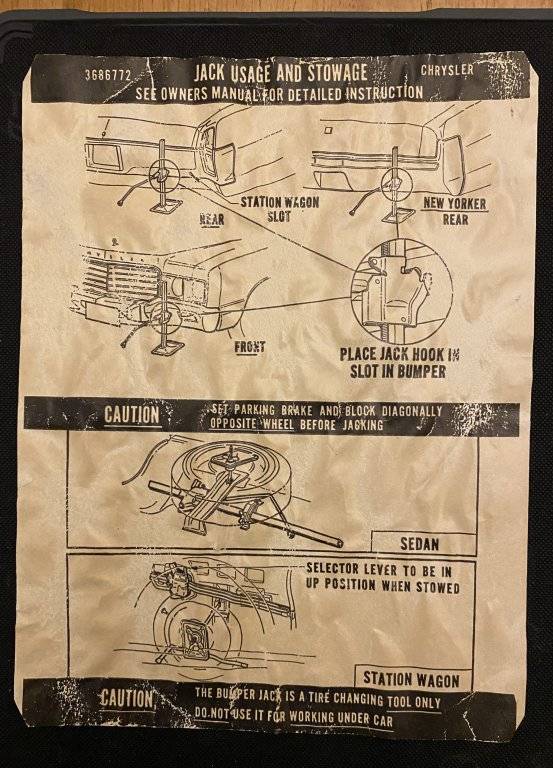 3686772 JACK USAGE AND STOWAGE CHRYSLER
SEE OWNERS MANUAL FOR DETAILED INSTRUCTION
REAR
STATION WAGON
SLOT
NEW YORKER
REAR
FRONT
PLACE JACK HOOK IN
SLOT IN BUMPER
CAUTION
SET PARKING BRAKE AND BLOCK DIAGONALLY
OPPOSITE WHEEL BEFORE JACKING
SEDAN
SELECTOR LEVER TO BE IN
UP POSITION WHEN STOWED
STATION WAGON
CAUTION
THE BUMPER JACK IS A TIRE CHANGING TOOL ONLY
DO NOT USE IT FOR WORKING UNDER CAR